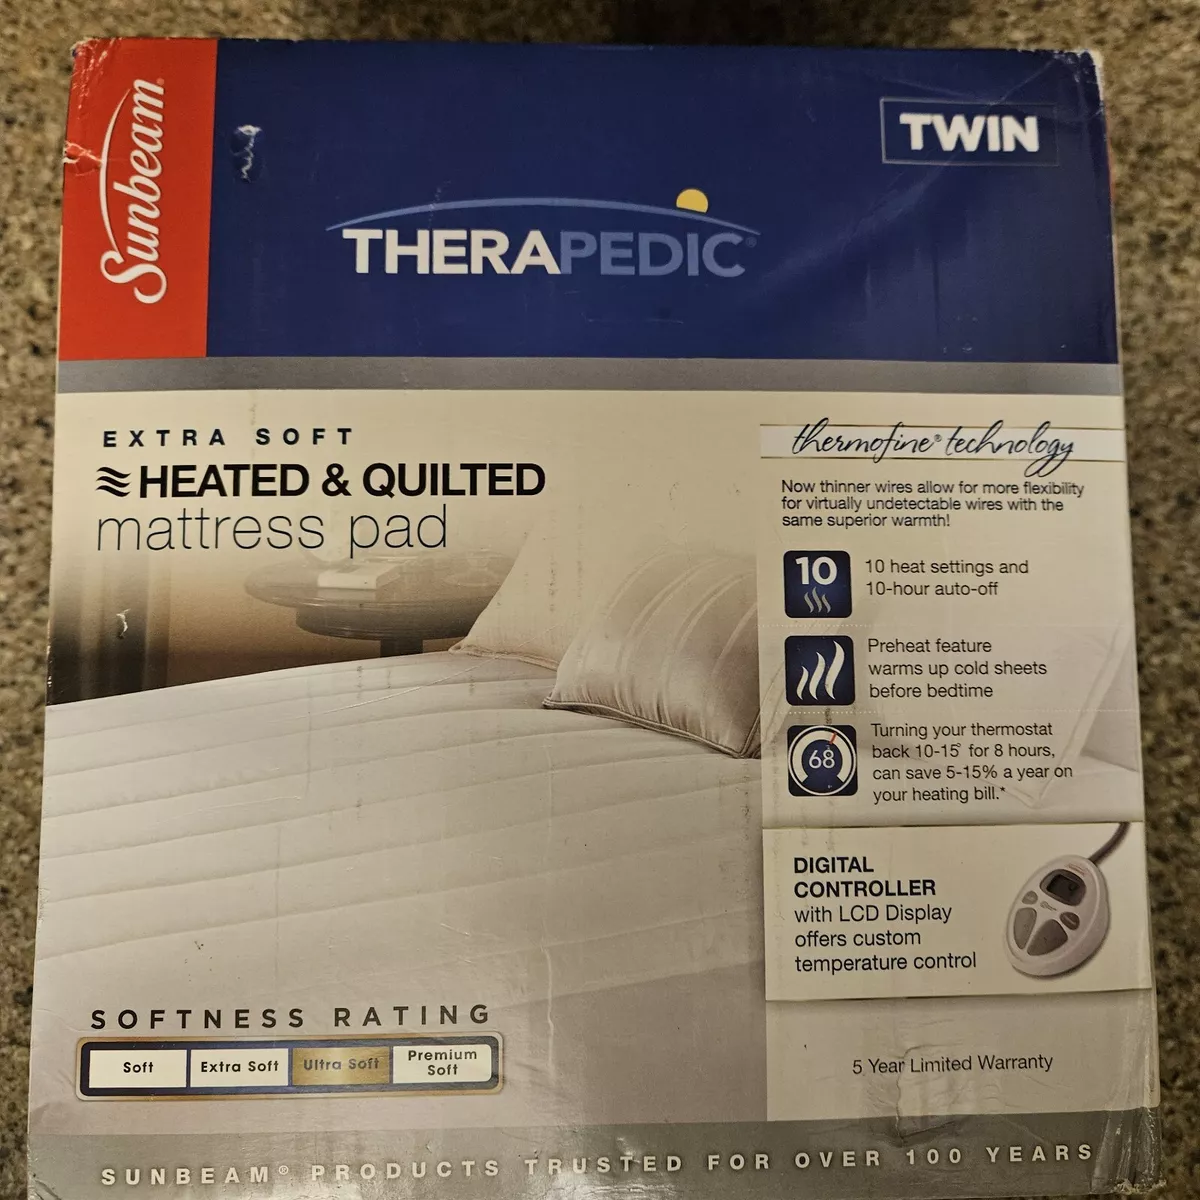 Sunbeam®
TWIN
THERAPEDIC®
EXTRA SOFT
HEATED & QUILTED
mattress pad
thermofine® technology
Now thinner wires allow for more flexibility
for virtually undetectable wires with the
same superior warmth!
10
10 heat settings and
10-hour auto-off
Preheat feature
warms up cold sheets
before bedtime
68
Turning your thermostat
back 10-15° for 8 hours,
can save 5-15% a year on
your heating bill.*
DIGITAL
CONTROLLER
with LCD Display
offers custom
temperature control
SOFTNESS RATING
Soft
Extra Soft
Ultra Soft
Premium
Soft
5 Year Limited Warranty
SUNBEAM® PRODUCTS TRUSTED FOR OVER 100 YEARS